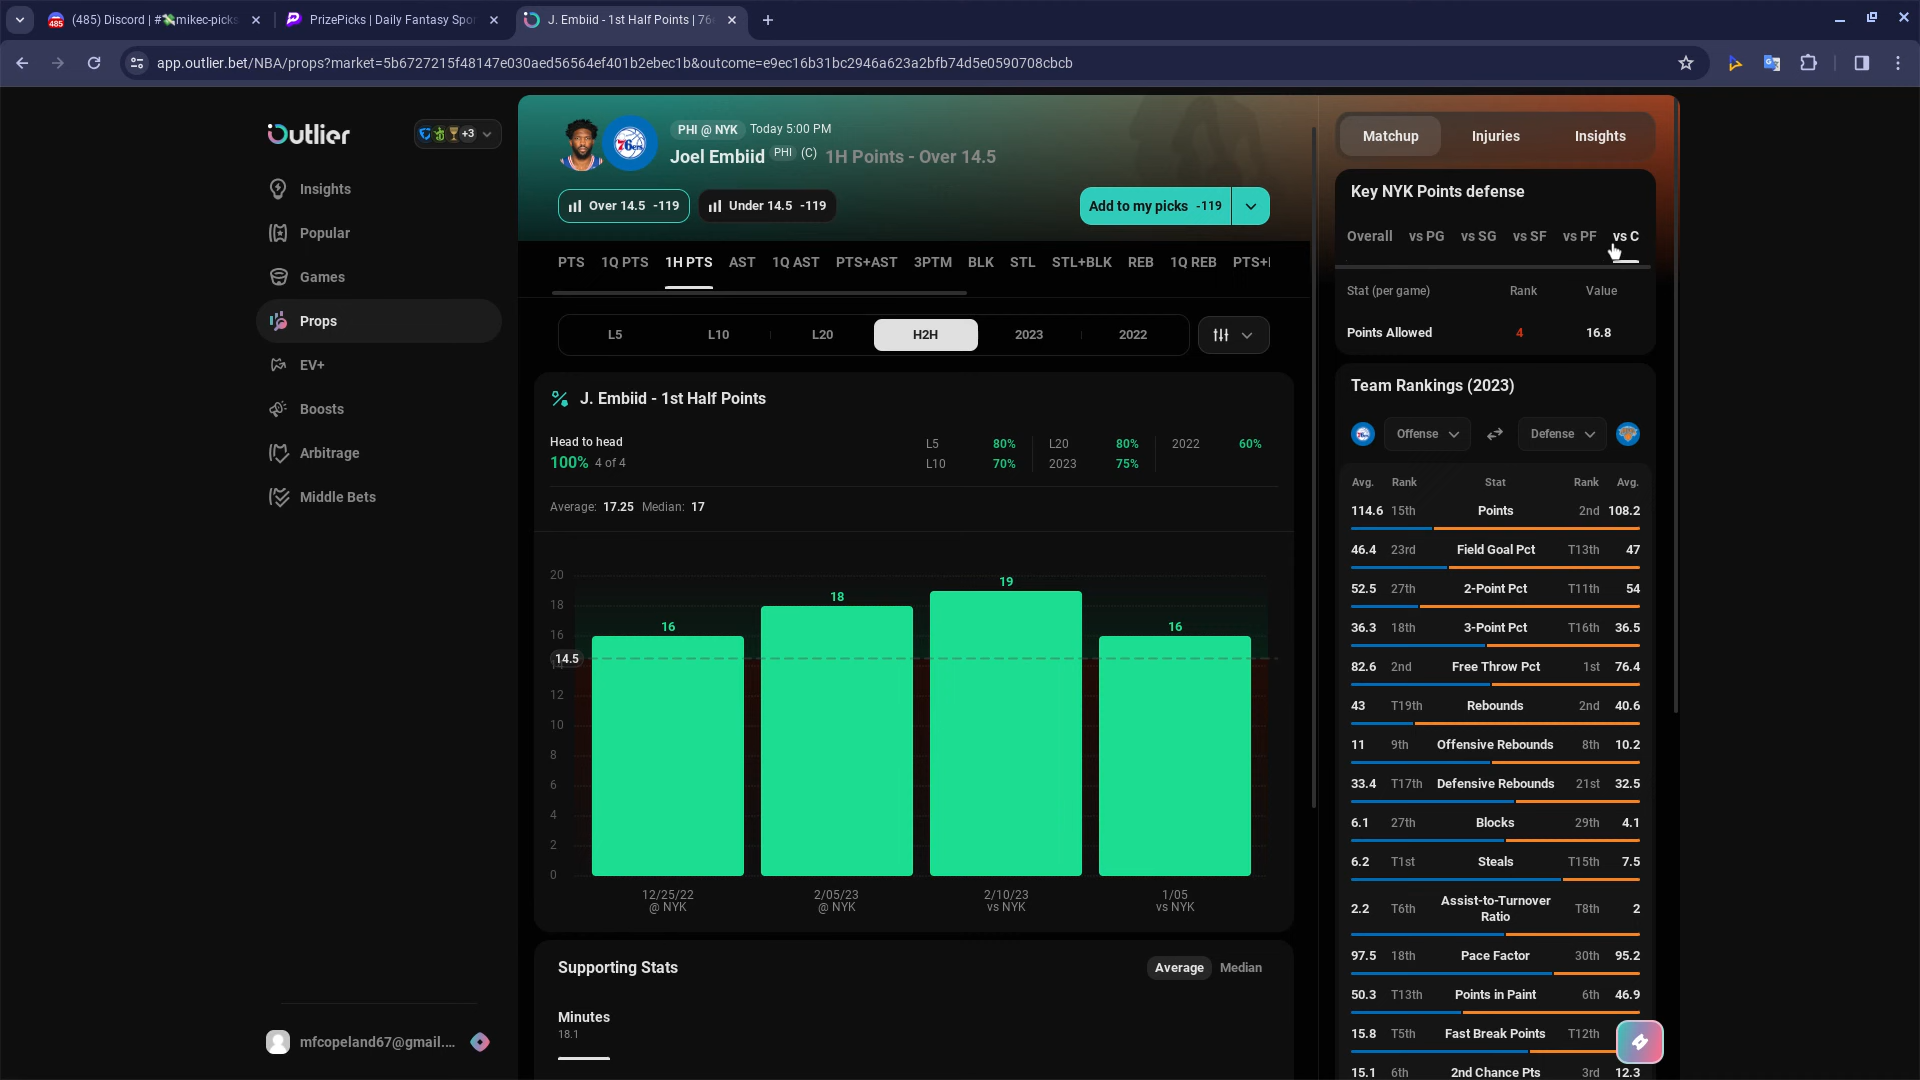 (485) Discord | #💸mikec-picks
PrizePicks | Daily Fantasy Spor
J. Embiid - 1st Half Points | 76
app.outlier.bet/NBA/props?market=5b6727215f48147e030aed56564ef401b2ebec1b&outcome=e9ec16b31bc2946a623a2bfb74d5e0590708cbcb
Outlier
+3
Insights
Popular
Games
Props
EV+
Boosts
Arbitrage
Middle Bets
mfcopeland67@gmail....
PHI @ NYK Today 5:00 PM
Joel Embiid PHI (C) 1H Points - Over 14.5
Over 14.5 -119 Under 14.5 -119
Add to my picks -119
PTS 1Q PTS 1H PTS AST 1Q AST PTS+AST 3PTM BLK STL STL+BLK REB 1Q REB PTS+
L5 L10 L20 H2H 2023 2022
J. Embiid - 1st Half Points
Head to head
100% 4 of 4
L5 80% L20 80% 2022 60%
L10 70% 2023 75%
Average: 17.25 Median: 17
20
18
16
14.5
12
10
8
6
4
2
0
16 18 19 16
12/25/22 2/05/23 2/10/23 1/05
@ NYK @ NYK vs NYK vs NYK
Supporting Stats
Average Median
Minutes
18.1
Matchup Injuries Insights
Key NYK Points defense
Overall vs PG vs SG vs SF vs PF vs C
Stat (per game) Rank Value
Points Allowed 4 16.8
Team Rankings (2023)
Offense Defense
Avg. Rank Stat Rank Avg.
114.6 15th Points 2nd 108.2
46.4 23rd Field Goal Pct T13th 47
52.5 27th 2-Point Pct T11th 54
36.3 18th 3-Point Pct T16th 36.5
82.6 2nd Free Throw Pct 1st 76.4
43 T19th Rebounds 2nd 40.6
11 9th Offensive Rebounds 8th 10.2
33.4 T17th Defensive Rebounds 21st 32.5
6.1 27th Blocks 29th 4.1
6.2 T1st Steals T15th 7.5
2.2 T6th Assist-to-Turnover Ratio T8th 2
97.5 18th Pace Factor 30th 95.2
50.3 T13th Points in Paint 6th 46.9
15.8 T5th Fast Break Points T12th
15.1 6th 2nd Chance Pts 3rd 12.3